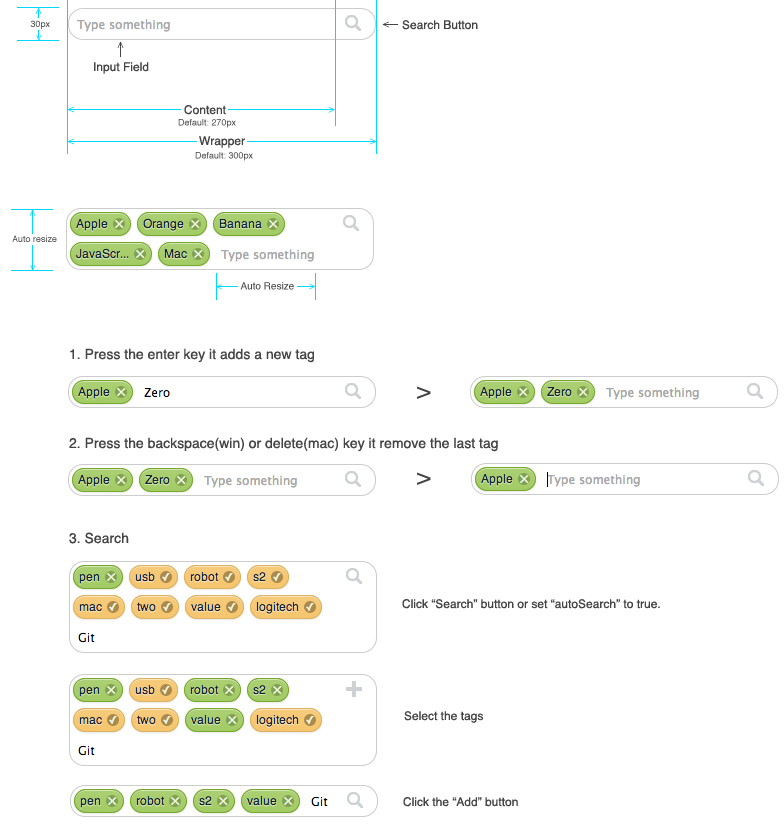 30px
Type something
Search Button
Input Field
Content
Default: 270px
Wrapper
Default: 300px
Apple Orange Banana
Auto resize
JavaScr... Mac Type something
Auto Resize
1. Press the enter key it adds a new tag
Apple Zero > Apple Zero Type something
2. Press the backspace(win) or delete(mac) key it remove the last tag
Apple Zero Type something > Apple Type something
3. Search
pen usb robot s2
mac two value logitech
Click “Search” button or set “autoSearch” to true.
Git
pen usb robot s2
mac two value logitech
Select the tags
Git
pen robot s2 value Git
Click the “Add” button